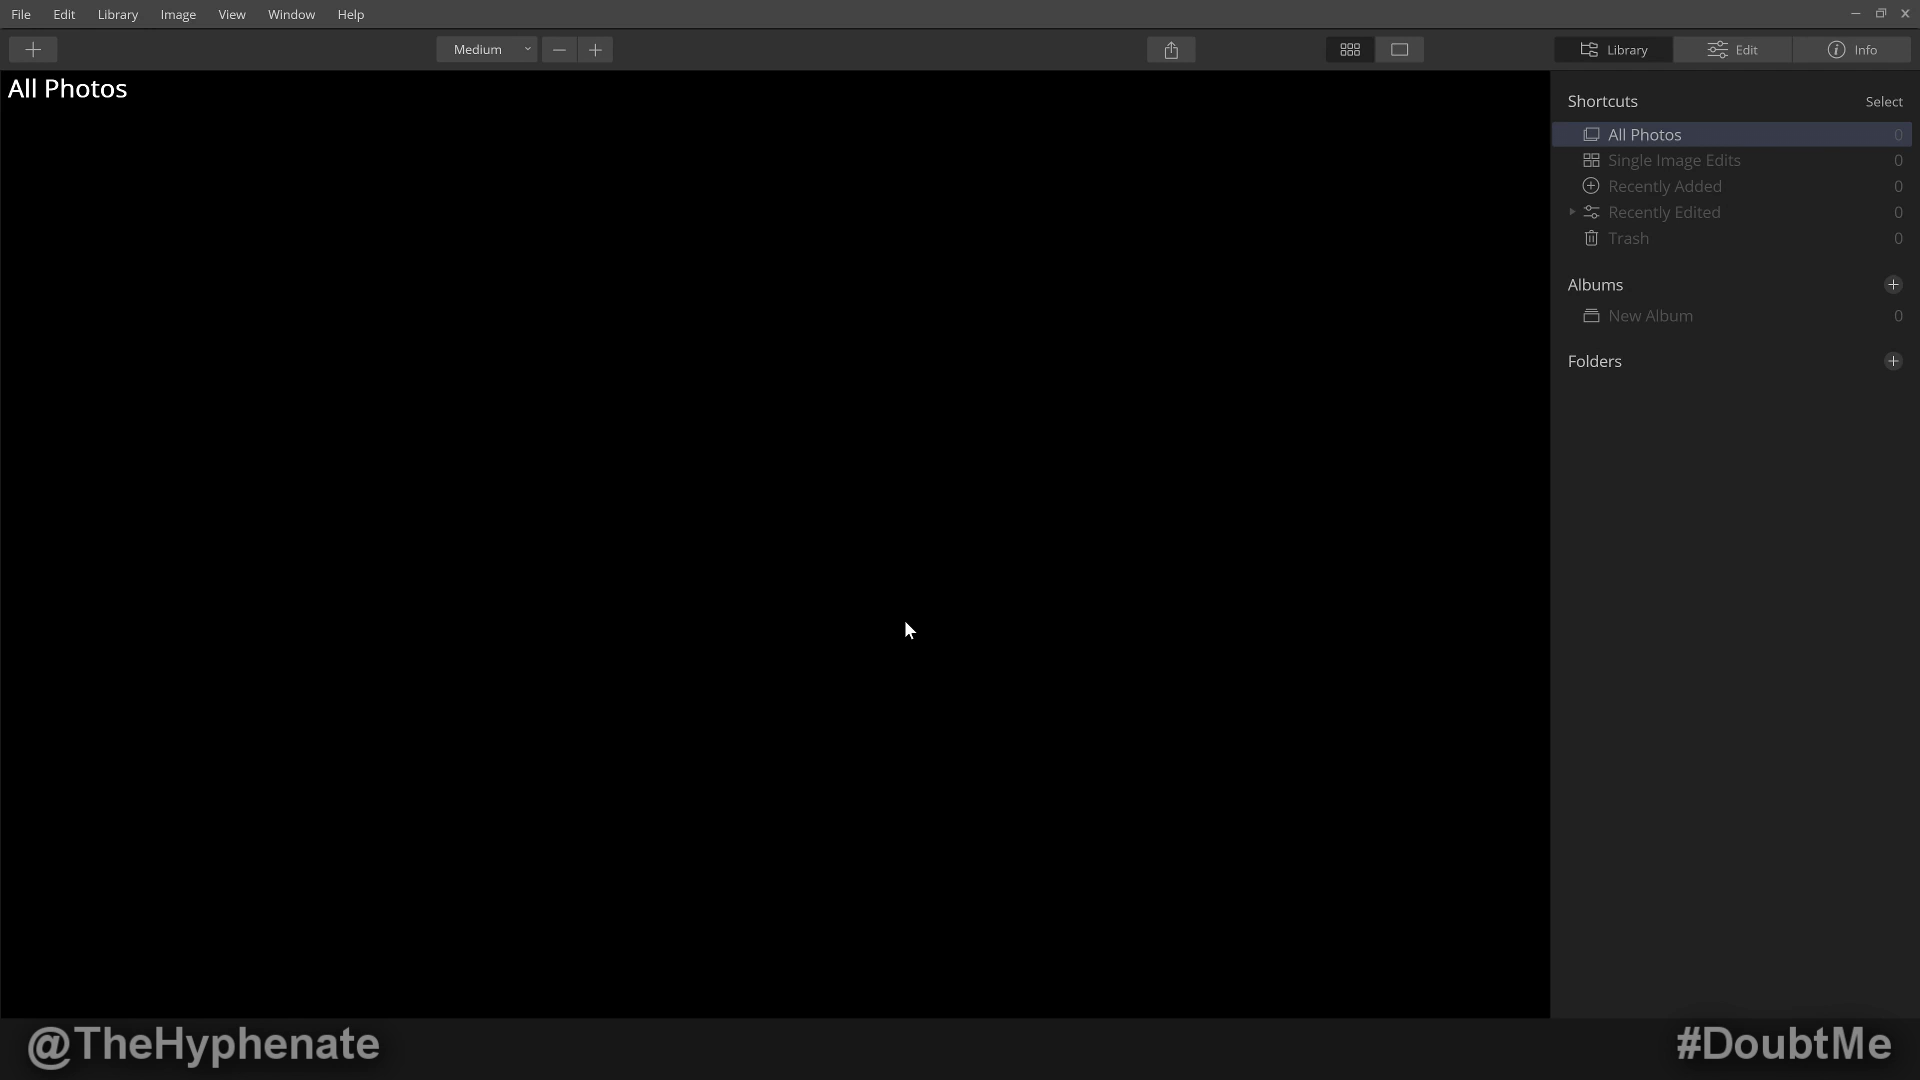 File Edit Library Image View Window Help
Medium
Library Edit Info
All Photos
Shortcuts Select
All Photos 0
Single Image Edits 0
Recently Added 0
Recently Edited 0
Trash 0
Albums
New Album 0
Folders
@TheHyphenate #DoubtMe